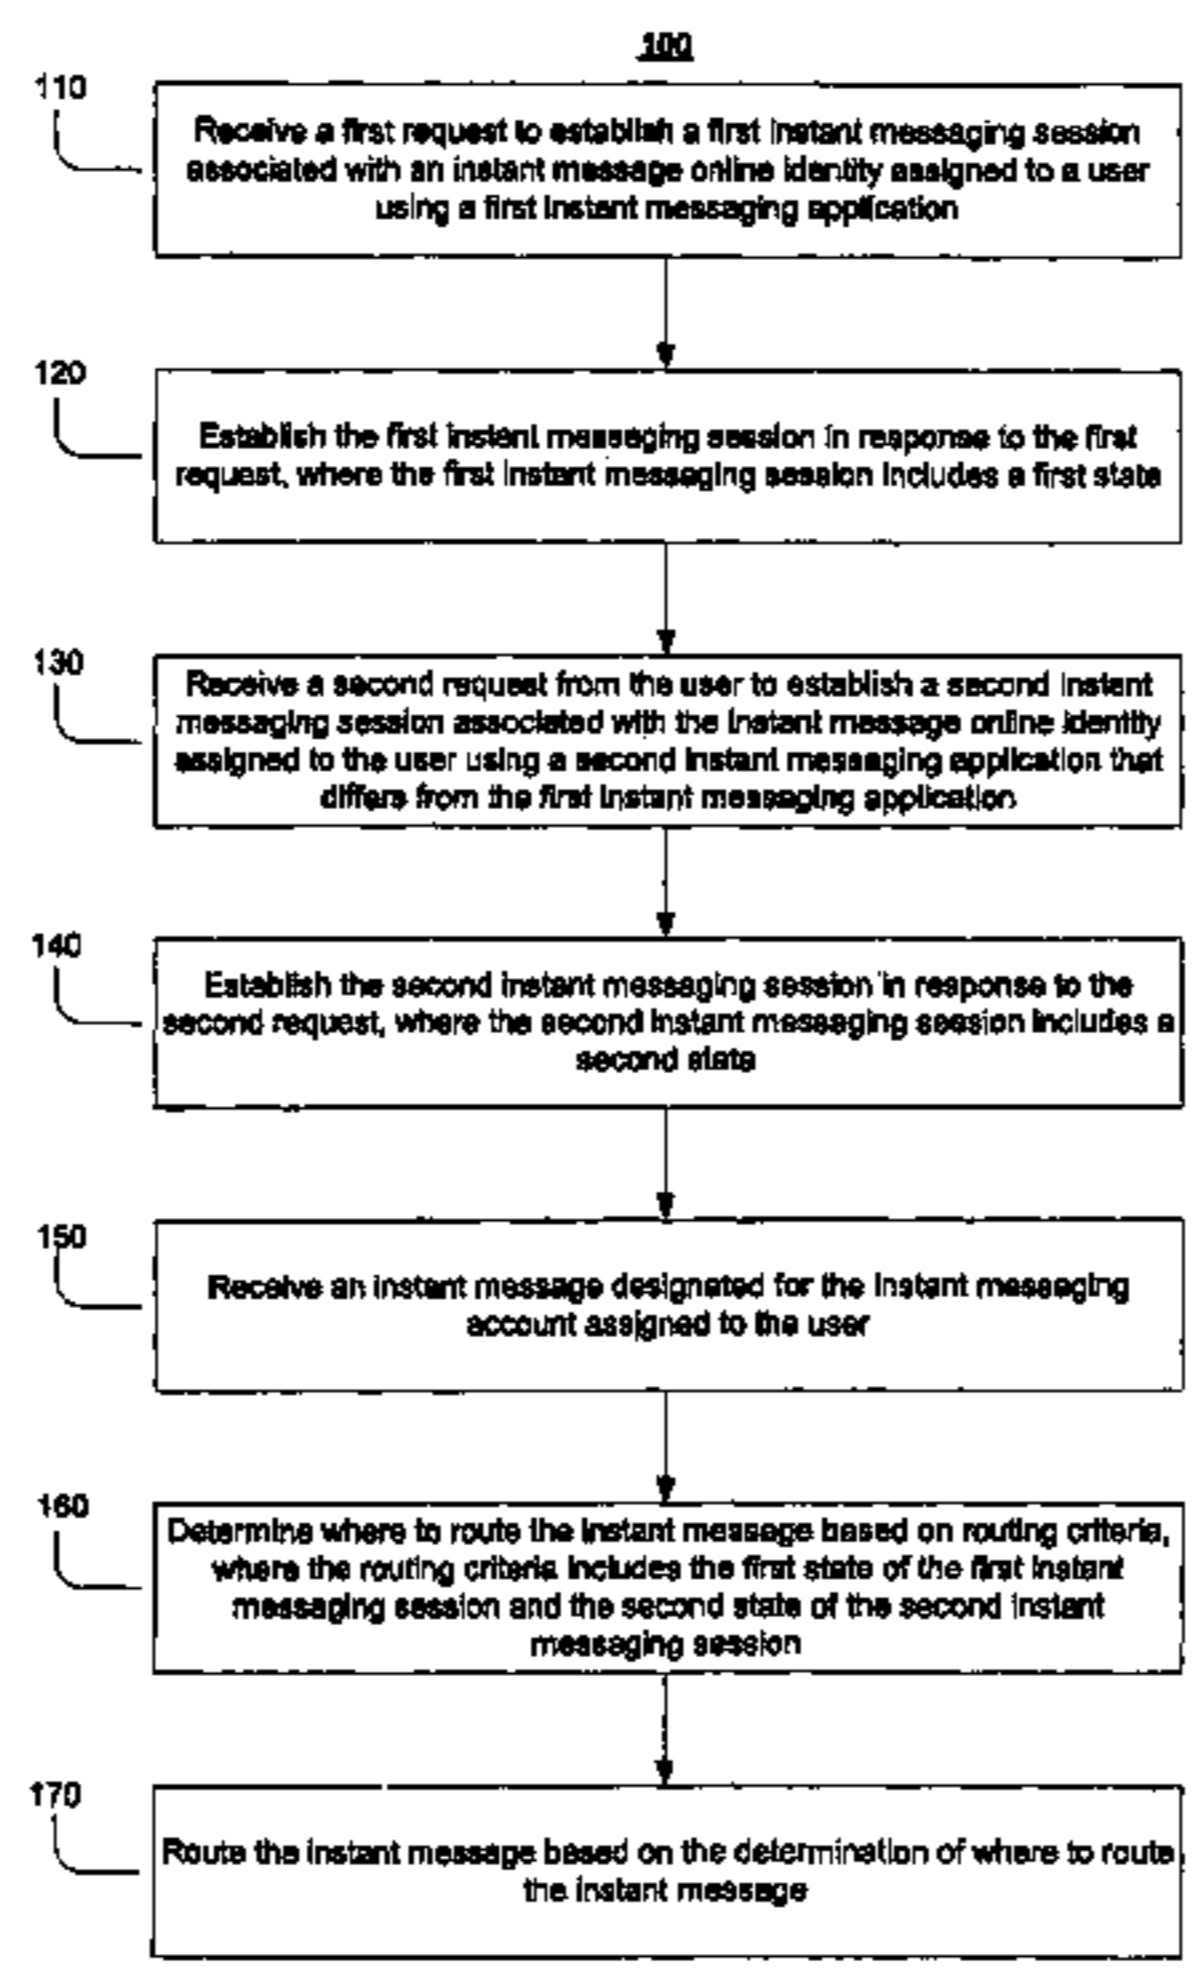 100
110
Receive a first request to establish a first instant messaging session
associated with an instant message online identity assigned to a user
using a first instant messaging application
120
Establish the first instant messaging session in response to the first
request, where the first instant messaging session includes a first state
130
Receive a second request from the user to establish a second instant
messaging session associated with the instant message online identity
assigned to the user using a second instant messaging application that
differs from the first instant messaging application
140
Establish the second instant messaging session in response to the
second request, where the second instant messaging session includes a
second state
150
Receive an instant message designated for the instant messaging
account assigned to the user
160
Determine where to route the instant message based on routing criteria,
where the routing criteria includes the first state of the first instant
messaging session and the second state of the second instant
messaging session
170
Route the instant message based on the determination of where to route
the instant message